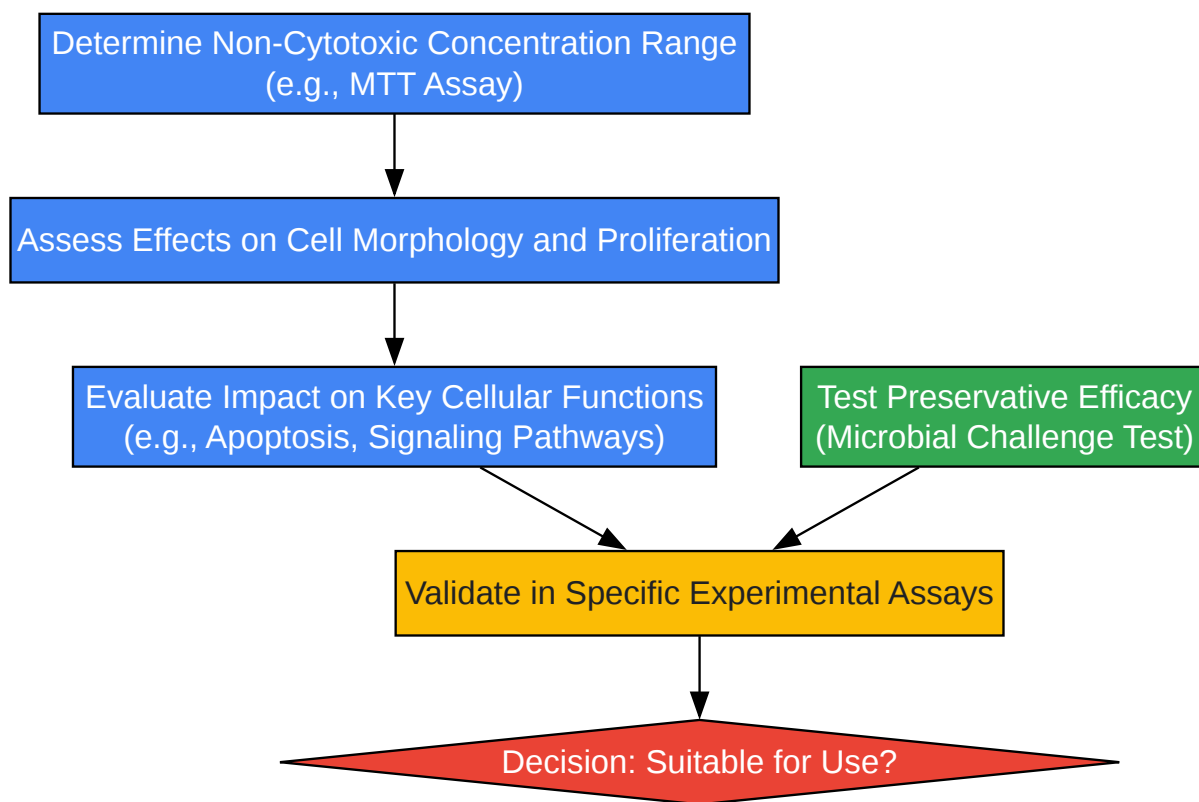 Determine Non-Cytotoxic Concentration Range
(e.g., MTT Assay)
Assess Effects on Cell Morphology and Proliferation
Evaluate Impact on Key Cellular Functions
(e.g., Apoptosis, Signaling Pathways)
Test Preservative Efficacy
(Microbial Challenge Test)
Validate in Specific Experimental Assays
Decision: Suitable for Use?